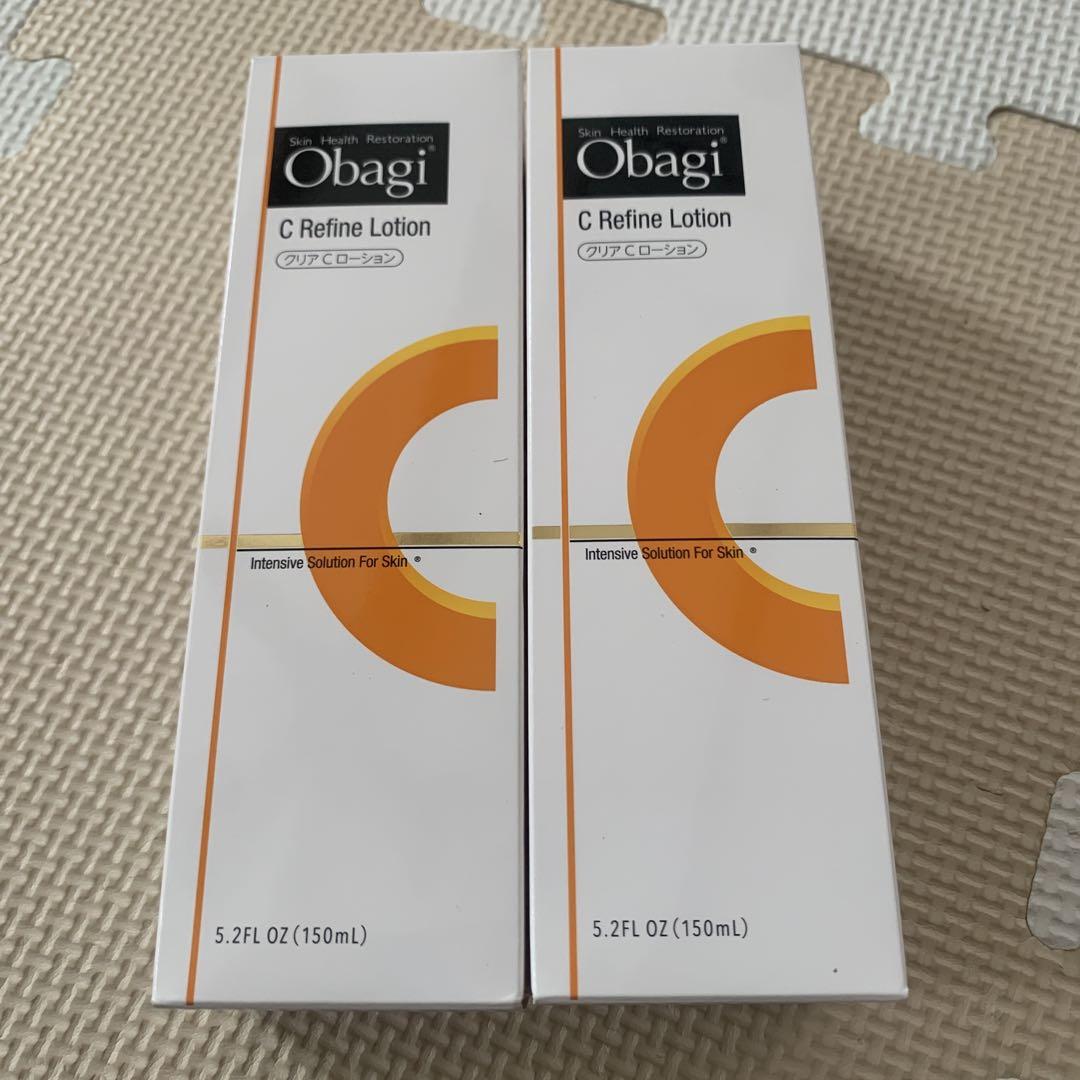 Skin Health Restoration
Obagi®
C Refine Lotion
クリアCローション
Intensive Solution For Skin ®
5.2FL OZ(150mL)
Skin Health Restoration
Obagi®
C Refine Lotion
クリアCローション
Intensive Solution For Skin ®
5.2FL OZ(150mL)